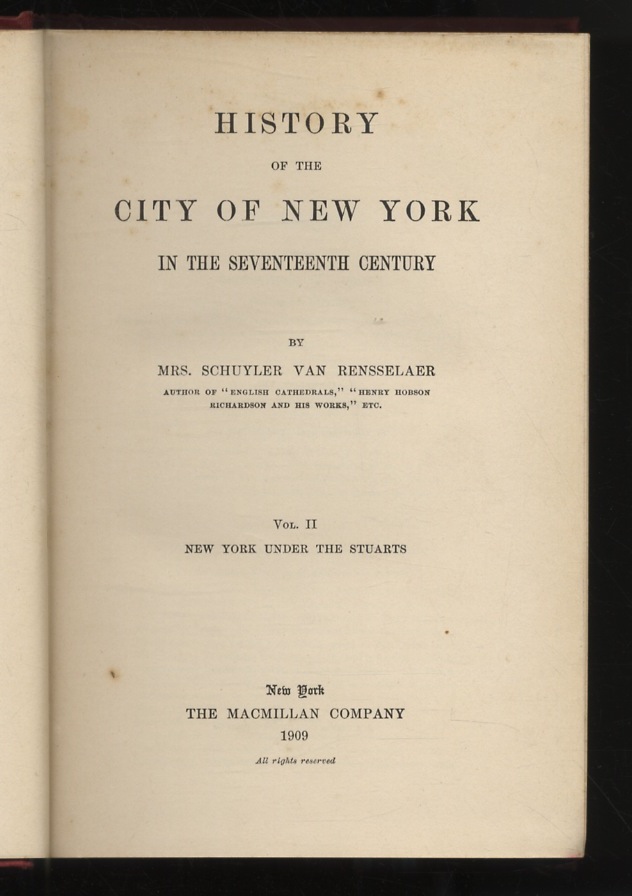 HISTORY
OF THE
CITY OF NEW YORK
IN THE SEVENTEENTH CENTURY
BY
MRS. SCHUYLER VAN RENSSELAER
AUTHOR OF "ENGLISH CATHEDRALS," "HENRY HOBSON
RICHARDSON AND HIS WORKS," ETC.
VOL. II
NEW YORK UNDER THE STUARTS
New York
THE MACMILLAN COMPANY
1909
All rights reserved